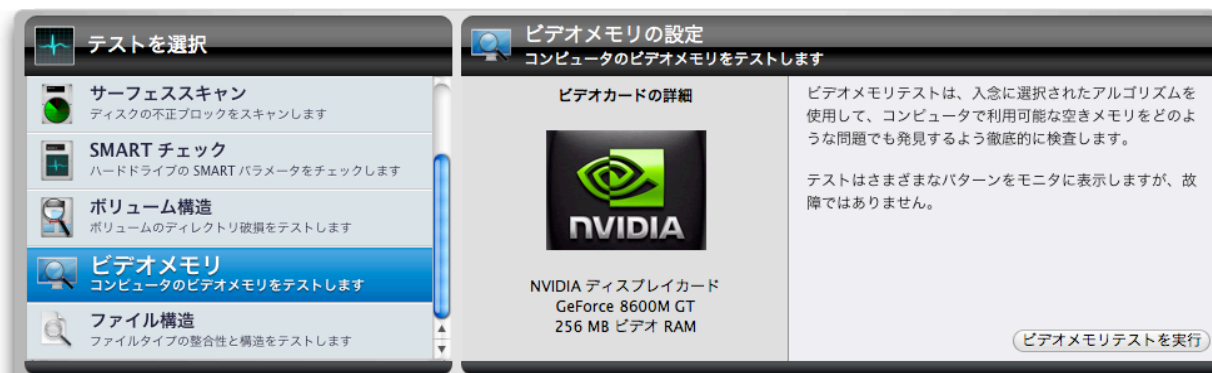 テストを選択
サーフェススキャン
ディスクの不正ブロックをスキャンします
SMART チェック
ハードドライブの SMART パラメータをチェックします
ボリューム構造
ボリュームのディレクトリ破損をテストします
ビデオメモリ
コンピュータのビデオメモリをテストします
ファイル構造
ファイルタイプの整合性と構造をテストします
ビデオメモリの設定
コンピュータのビデオメモリをテストします
ビデオカードの詳細
NVIDIA
NVIDIA ディスプレイカード
GeForce 8600M GT
256 MB ビデオ RAM
ビデオメモリテストは、入念に選択されたアルゴリズムを
使用して、コンピュータで利用可能な空きメモリをどのよ
うな問題でも発見するよう徹底的に検査します。
テストはさまざまなパターンをモニタに表示しますが、故
障ではありません。
ビデオメモリテストを実行